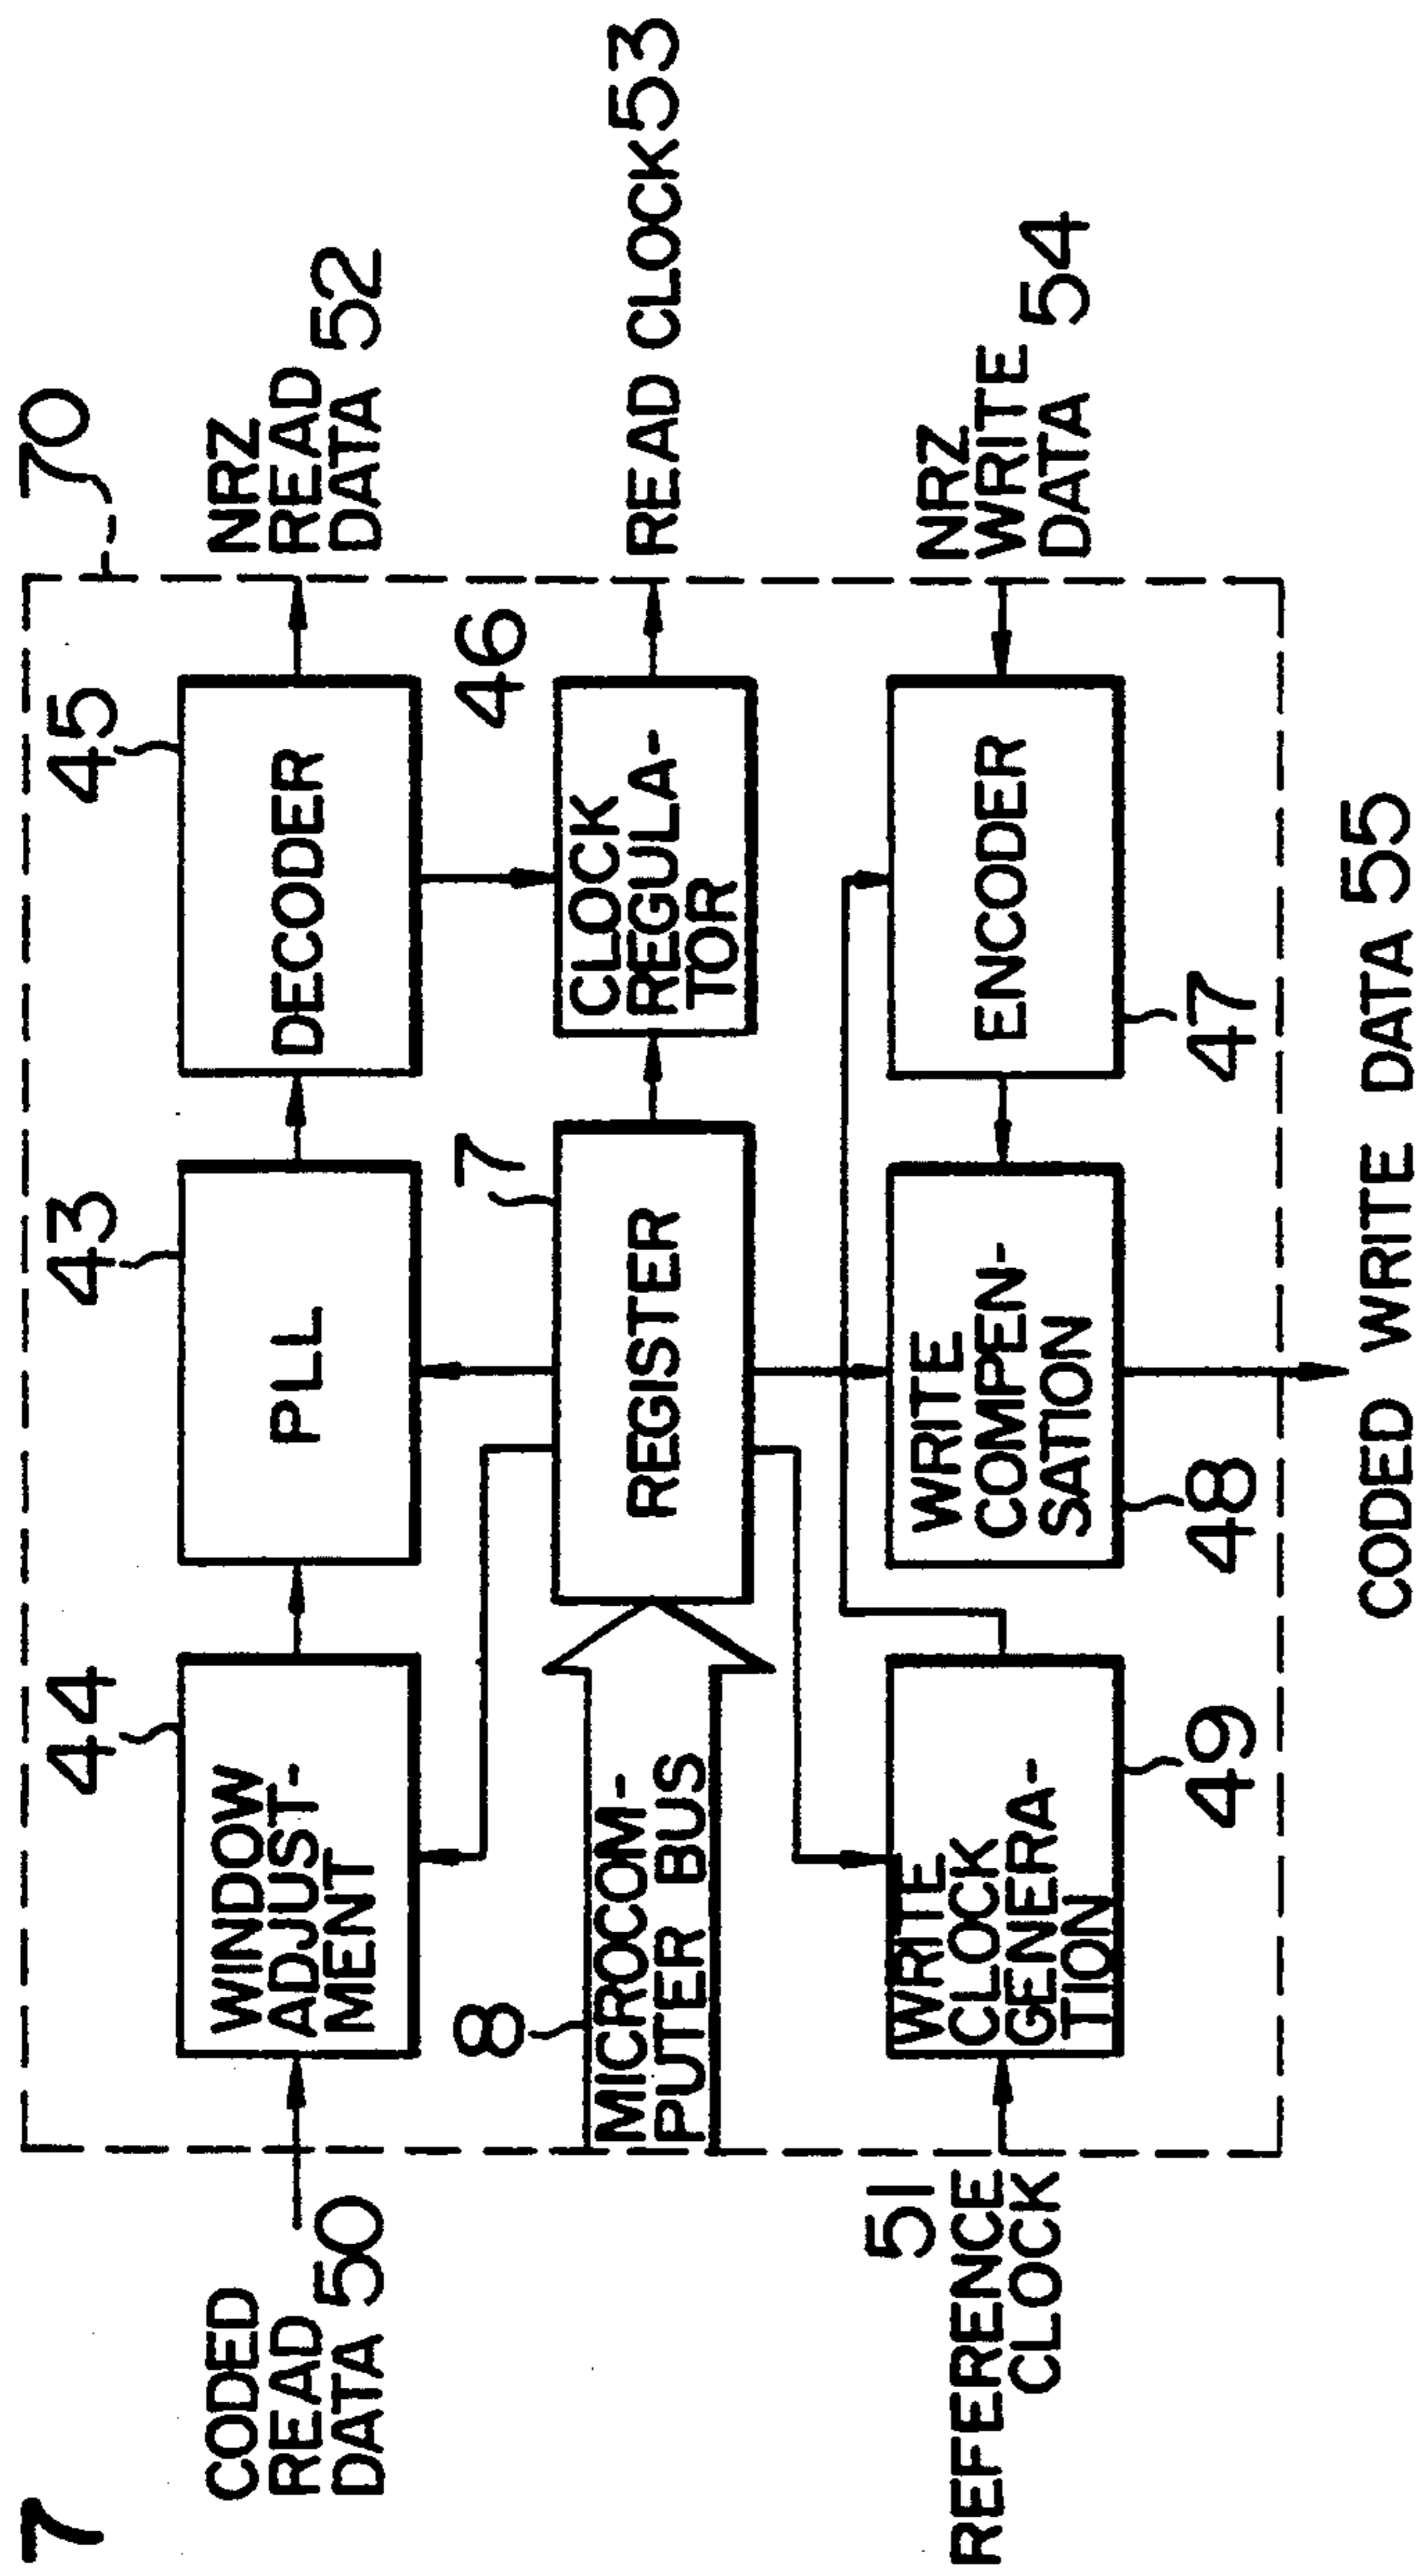 7
70
44
43
45
CODED
READ
DATA 50
WINDOW
ADJUST-
MENT
PLL
DECODER
NRZ
READ
DATA 52
8
7
46
MICROCOM-
PUTER BUS
REGISTER
CLOCK
REGULA-
TOR
READ CLOCK 53
51
REFERENCE
CLOCK
WRITE
CLOCK
GENERA-
TION
WRITE
COMPEN-
SATION
ENCODER
NRZ
WRITE
DATA 54
49
48
47
CODED WRITE DATA 55